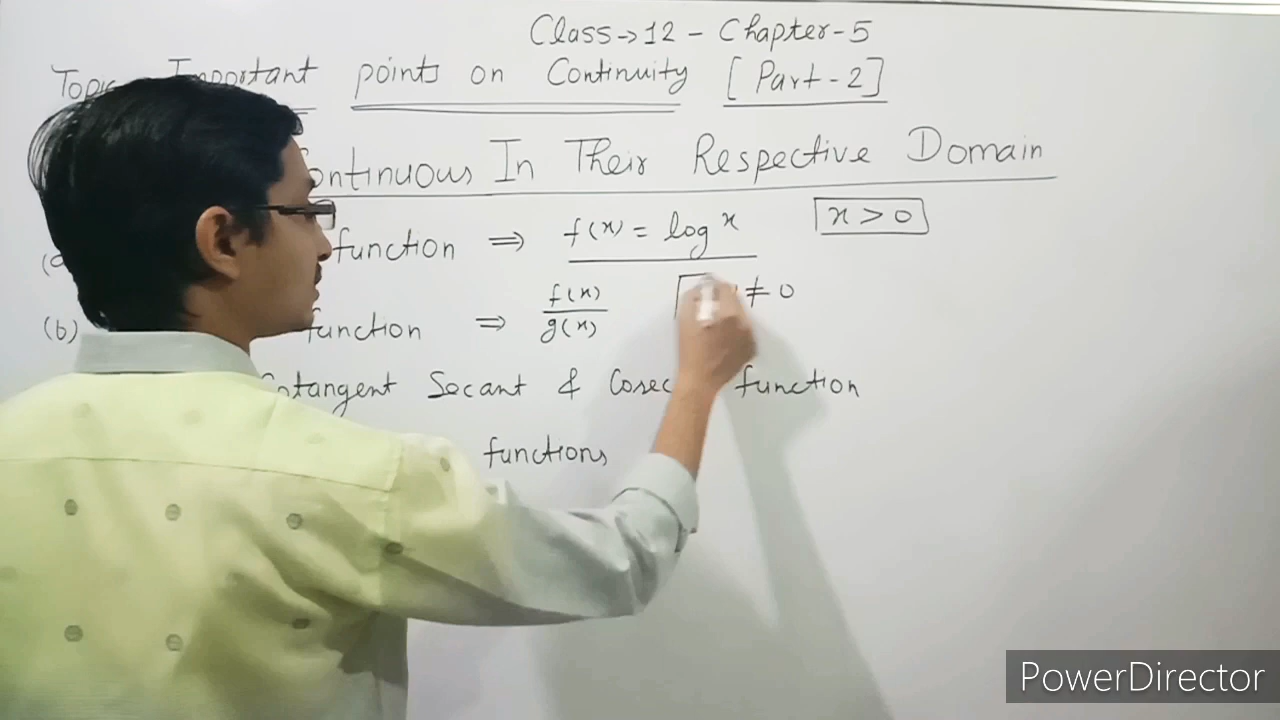 Class→12 - Chapter-5
Topic Important points on Continuity [Part-2]
Continuous In Their Respective Domain
(a) function ⇒ f(x) = log x x > 0
(b) function ⇒ f(x)/g(x) ≠ 0
Cotangent Secant & Cosec function
functions
PowerDirector